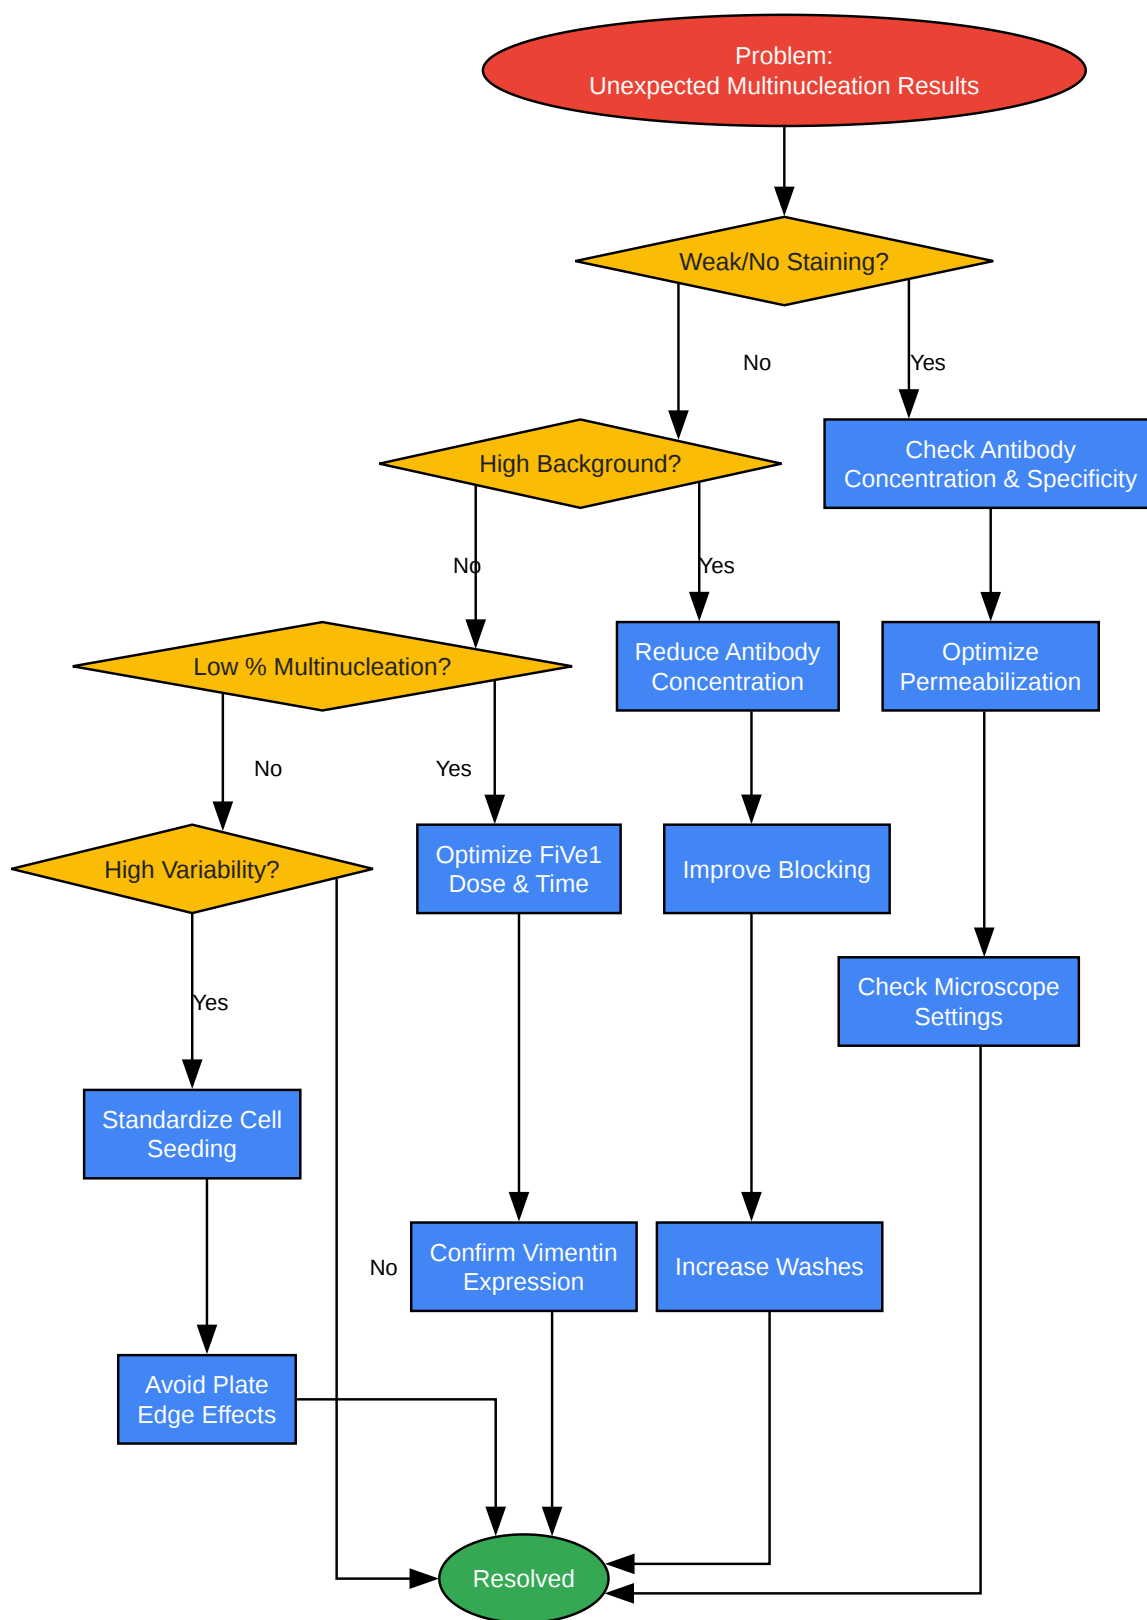 Problem:
Unexpected Multinucleation Results
Weak/No Staining?
No
Yes
High Background?
Check Antibody
Concentration & Specificity
No
Yes
Low % Multinucleation?
Reduce Antibody
Concentration
Optimize
Permeabilization
No
Yes
High Variability?
Optimize FiVe1
Dose & Time
Improve Blocking
Check Microscope
Settings
Yes
Standardize Cell
Seeding
No
Confirm Vimentin
Expression
Increase Washes
Avoid Plate
Edge Effects
Resolved